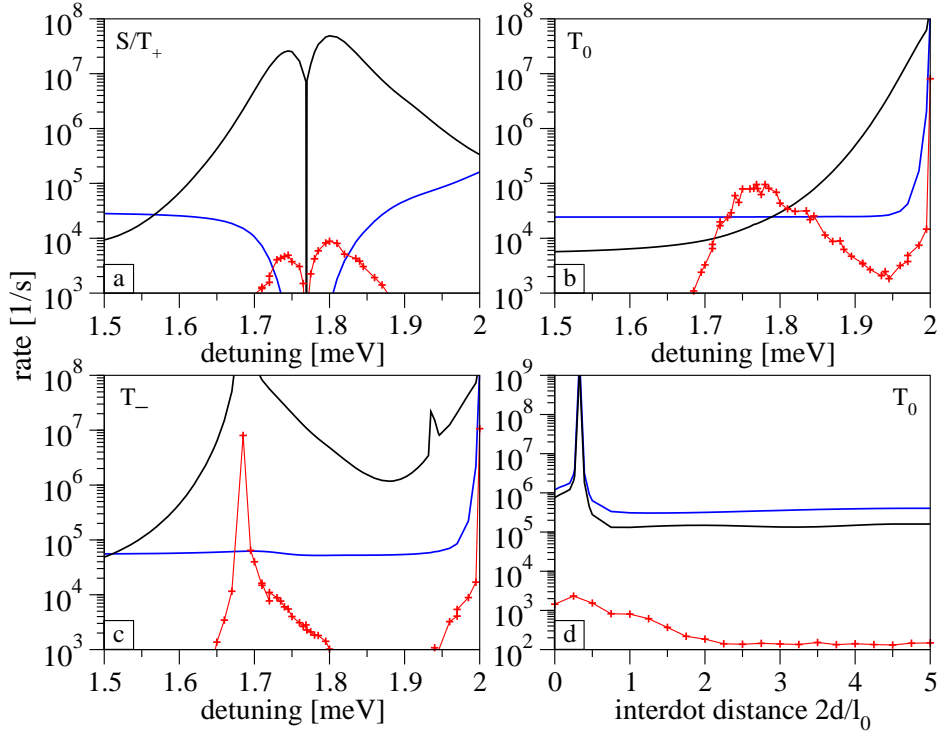 10^8 10^7 10^6 10^5 10^4 10^3
S/T_+
a
1.5 1.6 1.7 1.8 1.9 2
detuning [meV]
10^8 10^7 10^6 10^5 10^4 10^3
T_0
b
1.5 1.6 1.7 1.8 1.9 2
detuning [meV]
rate [1/s]
10^8 10^7 10^6 10^5 10^4 10^3
T_−
c
1.5 1.6 1.7 1.8 1.9 2
detuning [meV]
10^9 10^8 10^7 10^6 10^5 10^4 10^3 10^2
T_0
d
0 1 2 3 4 5
interdot distance 2d/l_0